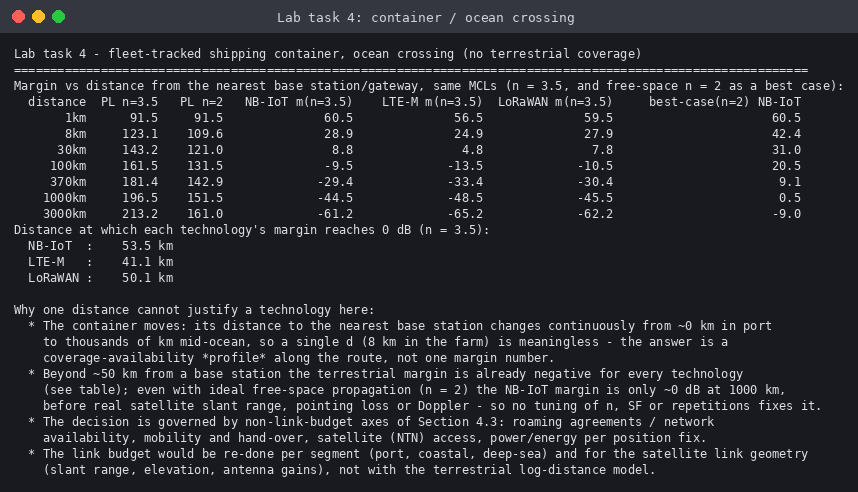 Lab task 4: container / ocean crossing
Lab task 4 - fleet-tracked shipping container, ocean crossing (no terrestrial coverage)
==============================================================================================================
Margin vs distance from the nearest base station/gateway, same MCLs (n = 3.5, and free-space n = 2 as a best case):
  distance  PL n=3.5   PL n=2   NB-IoT m(n=3.5)    LTE-M m(n=3.5)  LoRaWAN m(n=3.5)     best-case(n=2) NB-IoT
       1km      91.5     91.5              60.5              56.5              59.5                      60.5
       8km     123.1    109.6              28.9              24.9              27.9                      42.4
      30km     143.2    121.0               8.8               4.8               7.8                      31.0
     100km     161.5    131.5              -9.5             -13.5             -10.5                      20.5
     370km     181.4    142.9             -29.4             -33.4             -30.4                       9.1
    1000km     196.5    151.5             -44.5             -48.5             -45.5                       0.5
    3000km     213.2    161.0             -61.2             -65.2             -62.2                      -9.0
Distance at which each technology's margin reaches 0 dB (n = 3.5):
  NB-IoT  :    53.5 km
  LTE-M   :    41.1 km
  LoRaWAN :    50.1 km
Why one distance cannot justify a technology here:
  * The container moves: its distance to the nearest base station changes continuously from ~0 km in port
    to thousands of km mid-ocean, so a single d (8 km in the farm) is meaningless - the answer is a
    coverage-availability *profile* along the route, not one margin number.
  * Beyond ~50 km from a base station the terrestrial margin is already negative for every technology
    (see table); even with ideal free-space propagation (n = 2) the NB-IoT margin is only ~0 dB at 1000 km,
    before real satellite slant range, pointing loss or Doppler - so no tuning of n, SF or repetitions fixes it.
  * The decision is governed by non-link-budget axes of Section 4.3: roaming agreements / network
    availability, mobility and hand-over, satellite (NTN) access, power/energy per position fix.
  * The link budget would be re-done per segment (port, coastal, deep-sea) and for the satellite link geometry
    (slant range, elevation, antenna gains), not with the terrestrial log-distance model.